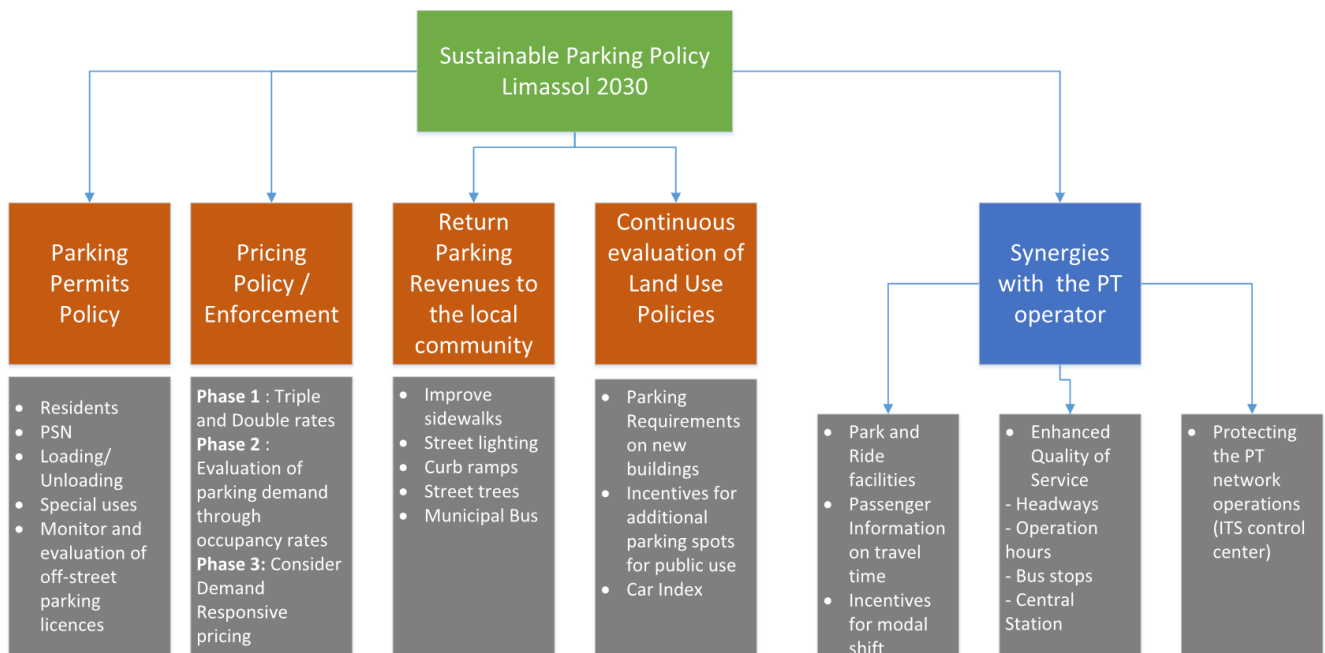 Sustainable Parking Policy
Limassol 2030
Parking
Permits
Policy
Pricing
Policy /
Enforcement
Return
Parking
Revenues to
the local
community
Continuous
evaluation of
Land Use
Policies
Synergies
with the PT
operator
• Residents
• PSN
• Loading/
Unloading
• Special uses
• Monitor and
evaluation of
off-street
parking
licences
Phase 1 : Triple
and Double rates
Phase 2 :
Evaluation of
parking demand
through
occupancy rates
Phase 3: Consider
Demand
Responsive
pricing
• Improve
sidewalks
• Street lighting
• Curb ramps
• Street trees
• Municipal Bus
• Parking
Requirements
on new
buildings
• Incentives for
additional
parking spots
for public use
• Car Index
• Park and
Ride
facilities
• Passenger
Information
on travel
time
• Incentives
for modal
shift
• Enhanced
Quality of
Service
- Headways
- Operation
hours
- Bus stops
- Central
Station
• Protecting
the PT
network
operations
(ITS control
center)